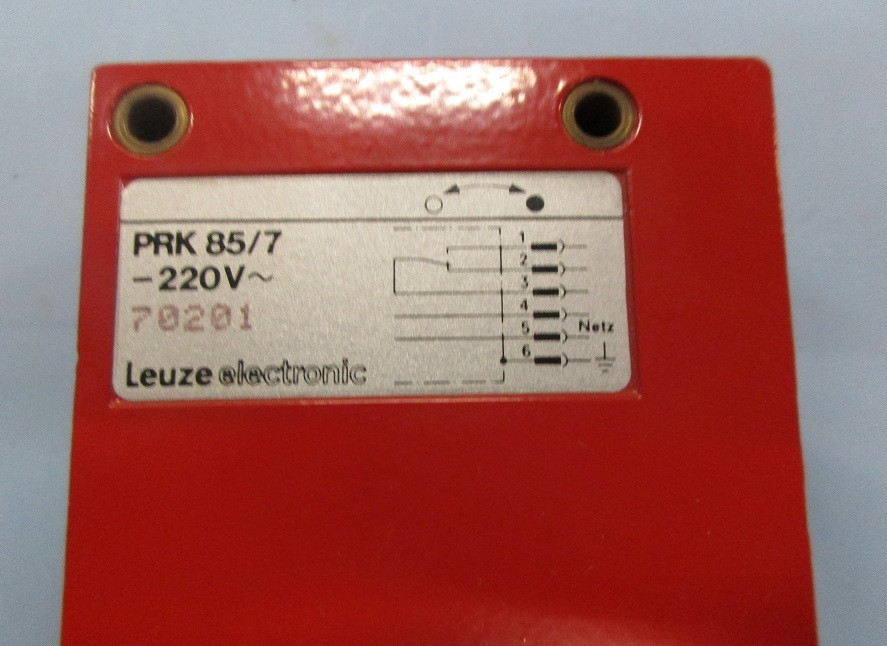 PRK 85/7
-220V~
70201
Leuze electronic
1
2
3
4
5 Netz
6